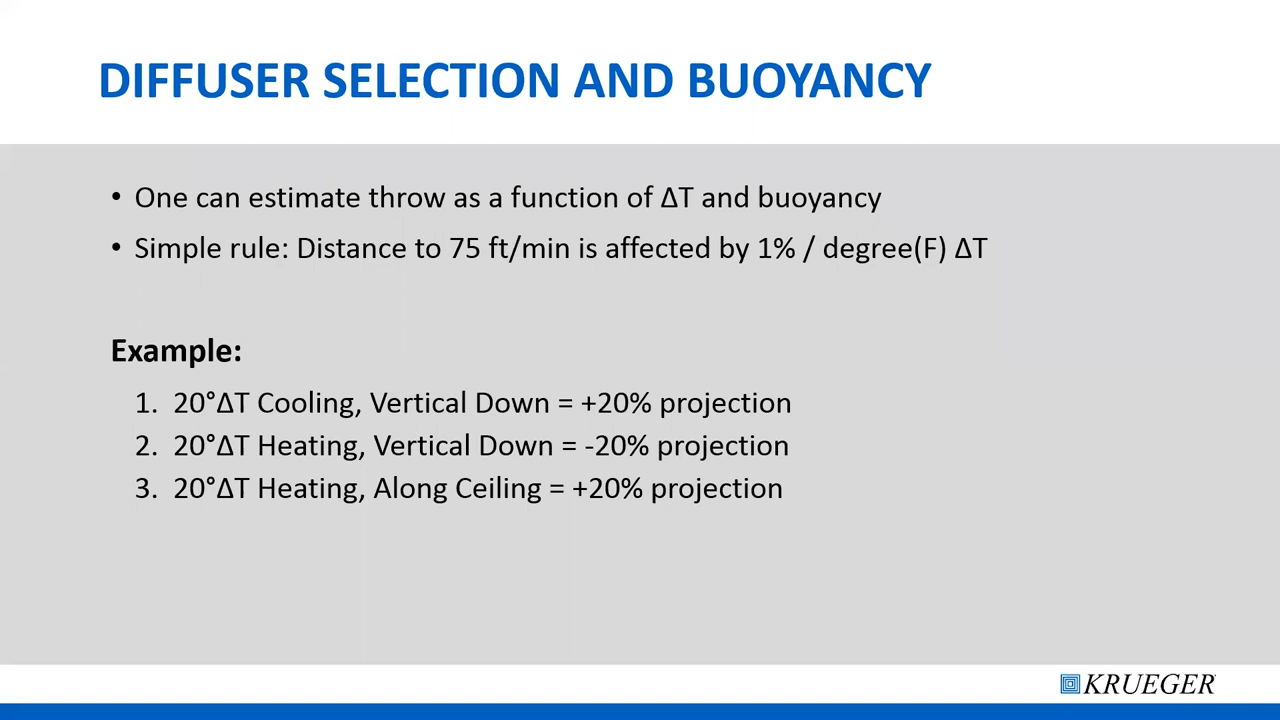 DIFFUSER SELECTION AND BUOYANCY
• One can estimate throw as a function of ΔT and buoyancy
• Simple rule: Distance to 75 ft/min is affected by 1% / degree(F) ΔT
Example:
1. 20°ΔT Cooling, Vertical Down = +20% projection
2. 20°ΔT Heating, Vertical Down = -20% projection
3. 20°ΔT Heating, Along Ceiling = +20% projection
KRUEGER